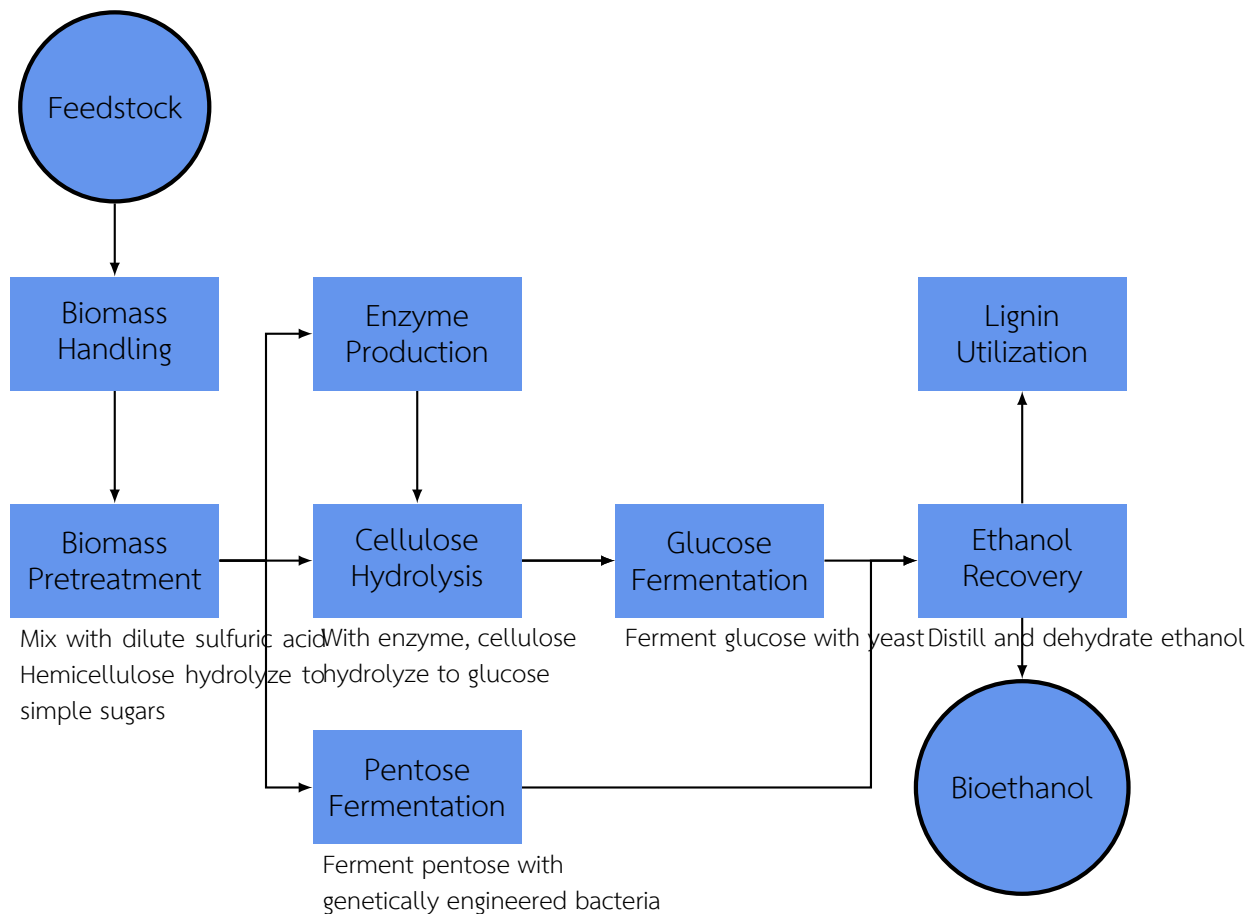 Feedstock
Biomass
Handling
Enzyme
Production
Lignin
Utilization
Biomass
Pretreatment
Cellulose
Hydrolysis
Glucose
Fermentation
Ethanol
Recovery
Mix with dilute sulfuric acid
Hemicellulose hydrolyze to
simple sugars
With enzyme, cellulose
hydrolyze to glucose
Ferment glucose with yeast
Distill and dehydrate ethanol
Pentose
Fermentation
Bioethanol
Ferment pentose with
genetically engineered bacteria